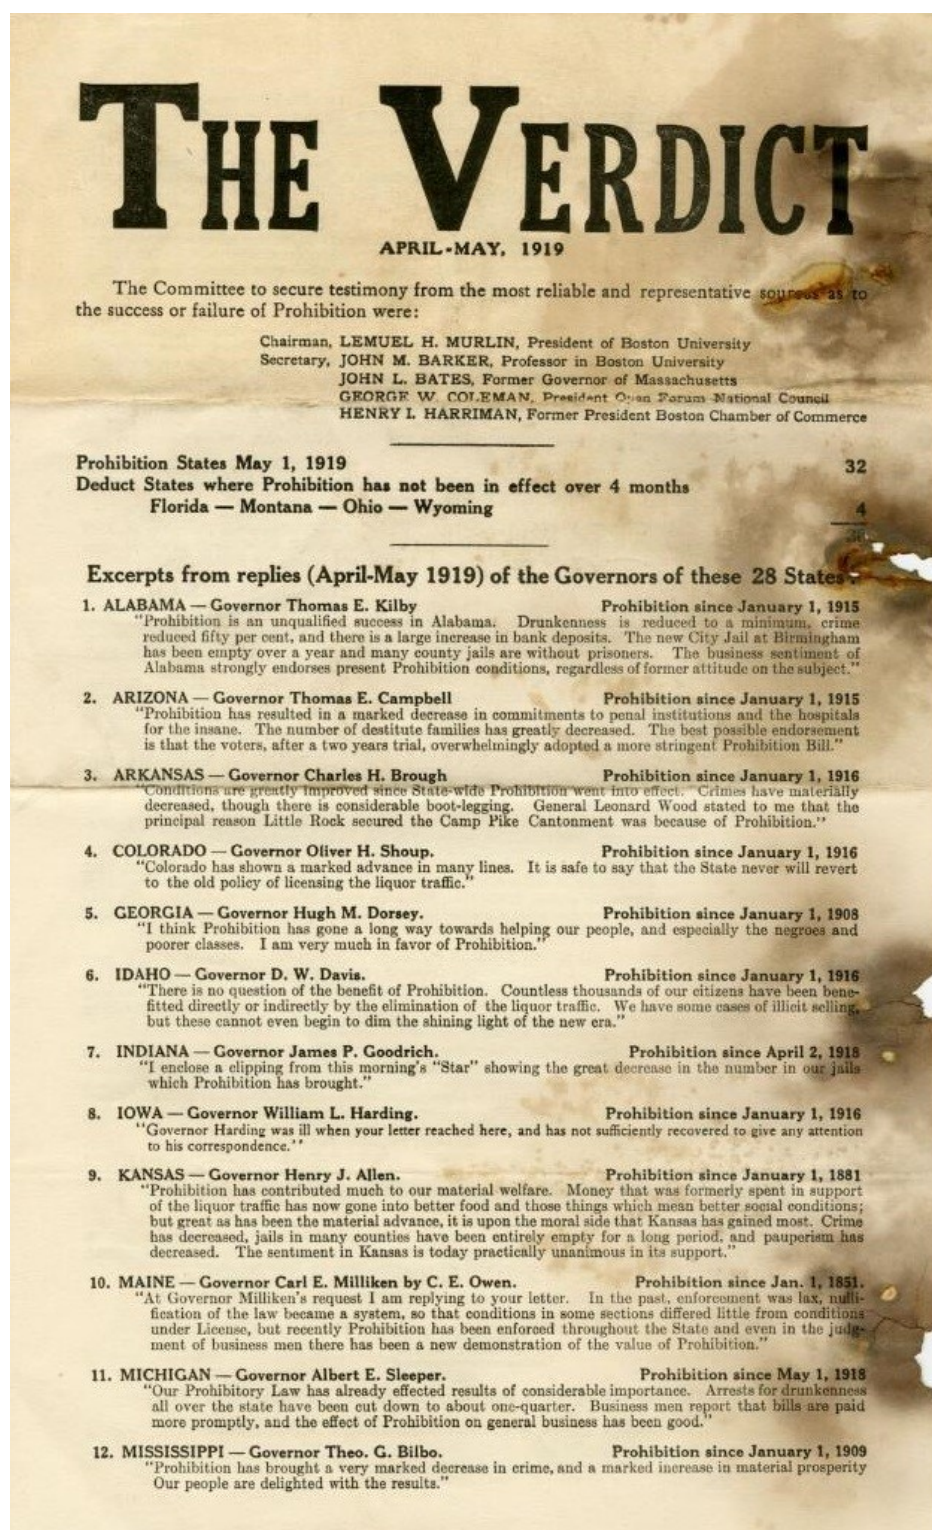 THE VERDICT
APRIL-MAY, 1919
The Committee to secure testimony from the most reliable and representative sources as to
the success or failure of Prohibition were:
Chairman, LEMUEL H. MURLIN, President of Boston University
Secretary, JOHN M. BARKER, Professor in Boston University
JOHN L. BATES, Former Governor of Massachusetts
GEORGE W. COLEMAN, President Open Forum National Council
HENRY I. HARRIMAN, Former President Boston Chamber of Commerce
Prohibition States May 1, 1919 32
Deduct States where Prohibition has not been in effect over 4 months
Florida — Montana — Ohio — Wyoming 4
Excerpts from replies (April-May 1919) of the Governors of these 28 States
1. ALABAMA — Governor Thomas E. Kilby Prohibition since January 1, 1915
"Prohibition is an unqualified success in Alabama. Drunkenness is reduced to a minimum, crime
reduced fifty per cent, and there is a large increase in bank deposits. The new City Jail at Birmingham
has been empty over a year and many county jails are without prisoners. The business sentiment of
Alabama strongly endorses present Prohibition conditions, regardless of former attitude on the subject."
2. ARIZONA — Governor Thomas E. Campbell Prohibition since January 1, 1915
"Prohibition has resulted in a marked decrease in commitments to penal institutions and the hospitals
for the insane. The number of destitute families has greatly decreased. The best possible endorsement
is that the voters, after a two years trial, overwhelmingly adopted a more stringent Prohibition Bill."
3. ARKANSAS — Governor Charles H. Brough Prohibition since January 1, 1916
"Conditions are greatly improved since State-wide Prohibition went into effect. Crimes have materially
decreased, though there is considerable boot-legging. General Leonard Wood stated to me that the
principal reason Little Rock secured the Camp Pike Cantonment was because of Prohibition."
4. COLORADO — Governor Oliver H. Shoup. Prohibition since January 1, 1916
"Colorado has shown a marked advance in many lines. It is safe to say that the State never will revert
to the old policy of licensing the liquor traffic."
5. GEORGIA — Governor Hugh M. Dorsey. Prohibition since January 1, 1908
"I think Prohibition has gone a long way towards helping our people, and especially the negroes and
poorer classes. I am very much in favor of Prohibition."
6. IDAHO — Governor D. W. Davis. Prohibition since January 1, 1916
"There is no question of the benefit of Prohibition. Countless thousands of our citizens have been bene-
fitted directly or indirectly by the elimination of the liquor traffic. We have some cases of illicit selling,
but these cannot even begin to dim the shining light of the new era."
7. INDIANA — Governor James P. Goodrich. Prohibition since April 2, 1918
"I enclose a clipping from this morning's "Star" showing the great decrease in the number in our jails
which Prohibition has brought."
8. IOWA — Governor William L. Harding. Prohibition since January 1, 1916
"Governor Harding was ill when your letter reached here, and has not sufficiently recovered to give any attention
to his correspondence."
9. KANSAS — Governor Henry J. Allen. Prohibition since January 1, 1881
"Prohibition has contributed much to our material welfare. Money that was formerly spent in support
of the liquor traffic has now gone into better food and those things which mean better social conditions;
but great as has been the material advance, it is upon the moral side that Kansas has gained most. Crime
has decreased, jails in many counties have been entirely empty for a long period, and pauperism has
decreased. The sentiment in Kansas is today practically unanimous in its support."
10. MAINE — Governor Carl E. Milliken by C. E. Owen. Prohibition since Jan. 1, 1851.
"At Governor Milliken's request I am replying to your letter. In the past, enforcement was lax, nulli-
fication of the law became a system, so that conditions in some sections differed little from conditions
under License, but recently Prohibition has been enforced throughout the State and even in the judg-
ment of business men there has been a new demonstration of the value of Prohibition."
11. MICHIGAN — Governor Albert E. Sleeper. Prohibition since May 1, 1918
"Our Prohibitory Law has already effected results of considerable importance. Arrests for drunkenness
all over the state have been cut down to about one-quarter. Business men report that bills are paid
more promptly, and the effect of Prohibition on general business has been good."
12. MISSISSIPPI — Governor Theo. G. Bilbo. Prohibition since January 1, 1909
"Prohibition has brought a very marked decrease in crime, and a marked increase in material prosperity
Our people are delighted with the results."